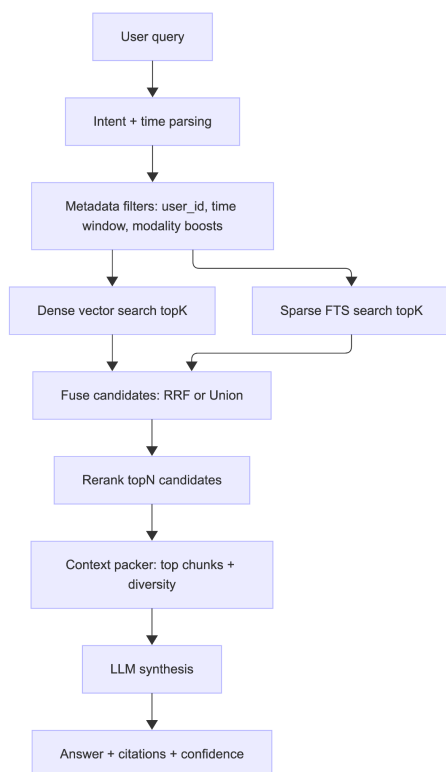 User query
Intent + time parsing
Metadata filters: user_id, time
window, modality boosts
Dense vector search topK
Sparse FTS search topK
Fuse candidates: RRF or Union
Rerank topN candidates
Context packer: top chunks +
diversity
LLM synthesis
Answer + citations + confidence